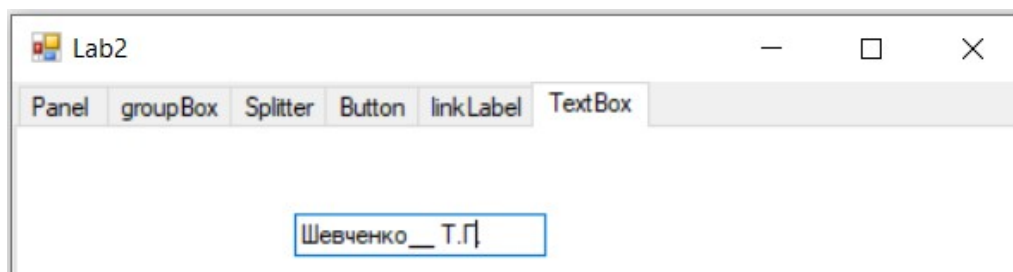 Lab2
Panel groupBox Splitter Button linkLabel TextBox
Шевченко__ Т.Г.